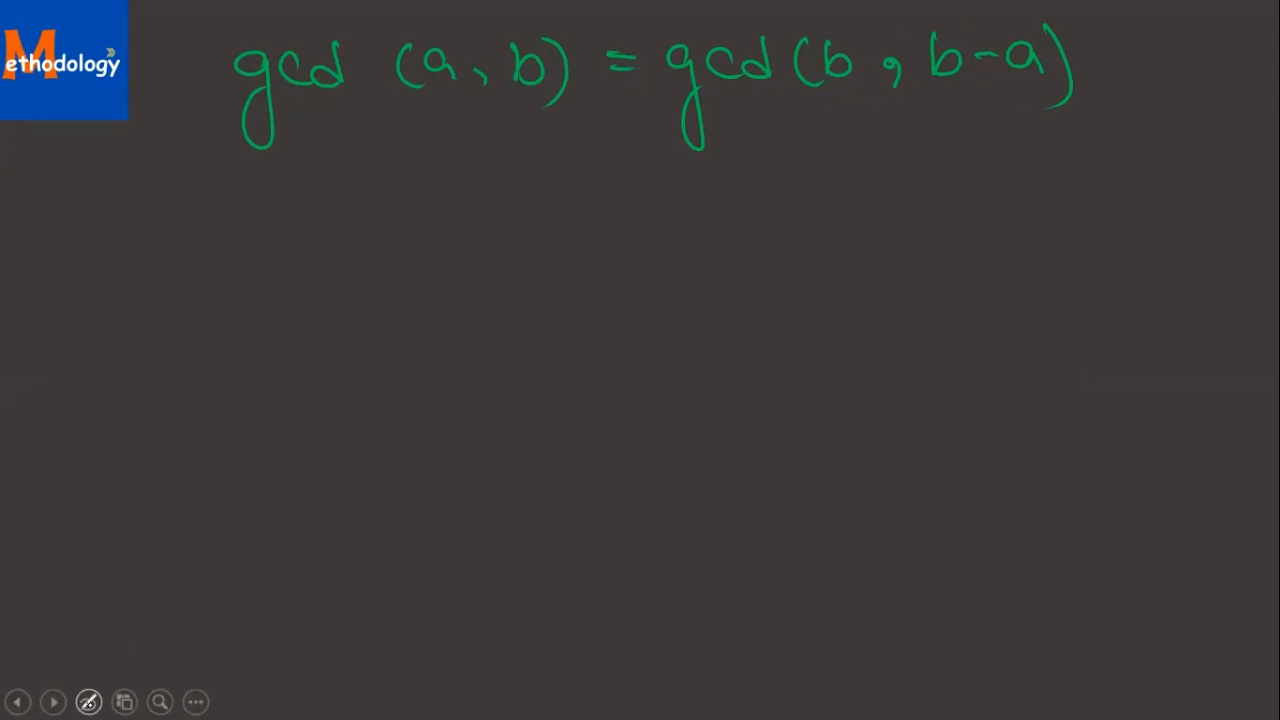 Methodology
gcd (a, b) = gcd (b, b-a)